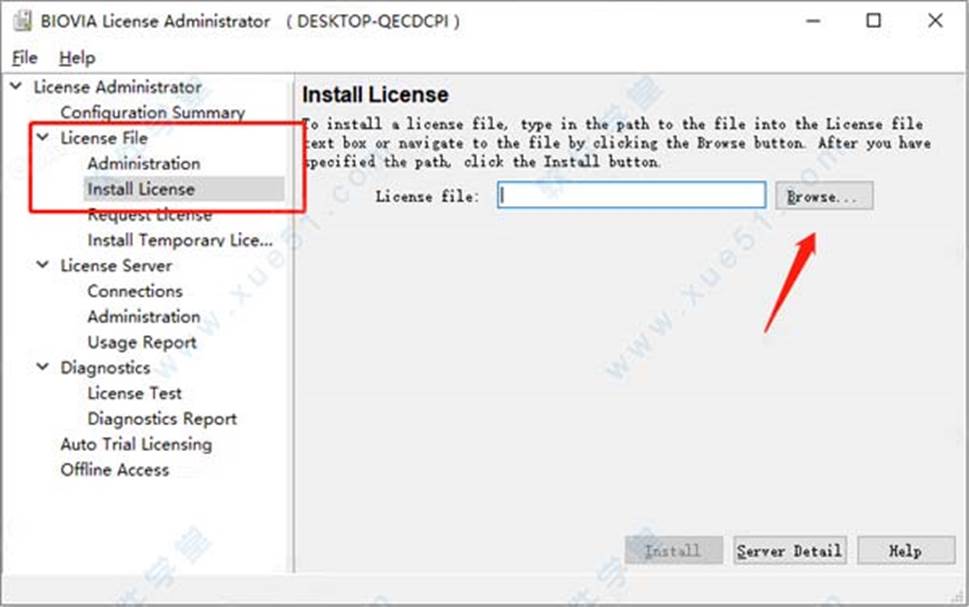 BIOVIA License Administrator ( DESKTOP-QECDCPI )
File Help
License Administrator
Configuration Summary
License File
Administration
Install License
Request License
Install Temporary Lice...
License Server
Connections
Administration
Usage Report
Diagnostics
License Test
Diagnostics Report
Auto Trial Licensing
Offline Access
Install License
To install a license file, type in the path to the file into the License file
text box or navigate to the file by clicking the Browse button. After you have
specified the path, click the Install button.
License file:
Browse...
Install
Server Detail
Help
www.xue51.com
www.xue51.com